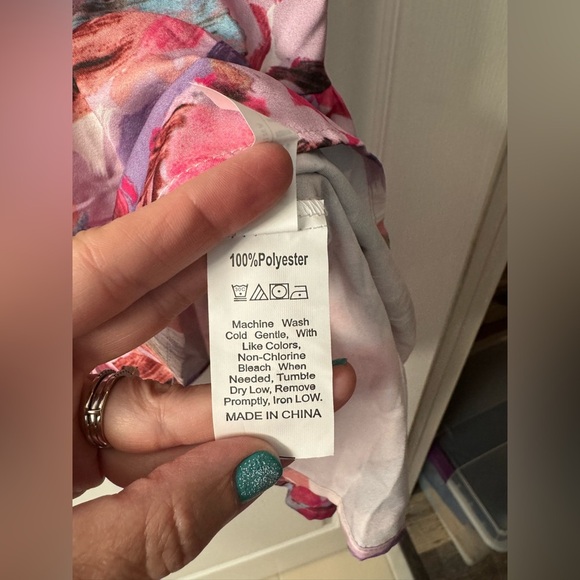 100%Polyester
Machine Wash
Cold Gentle, With
Like Colors,
Non-Chlorine
Bleach When
Needed, Tumble
Dry Low, Remove
Promptly, Iron LOW.
MADE IN CHINA